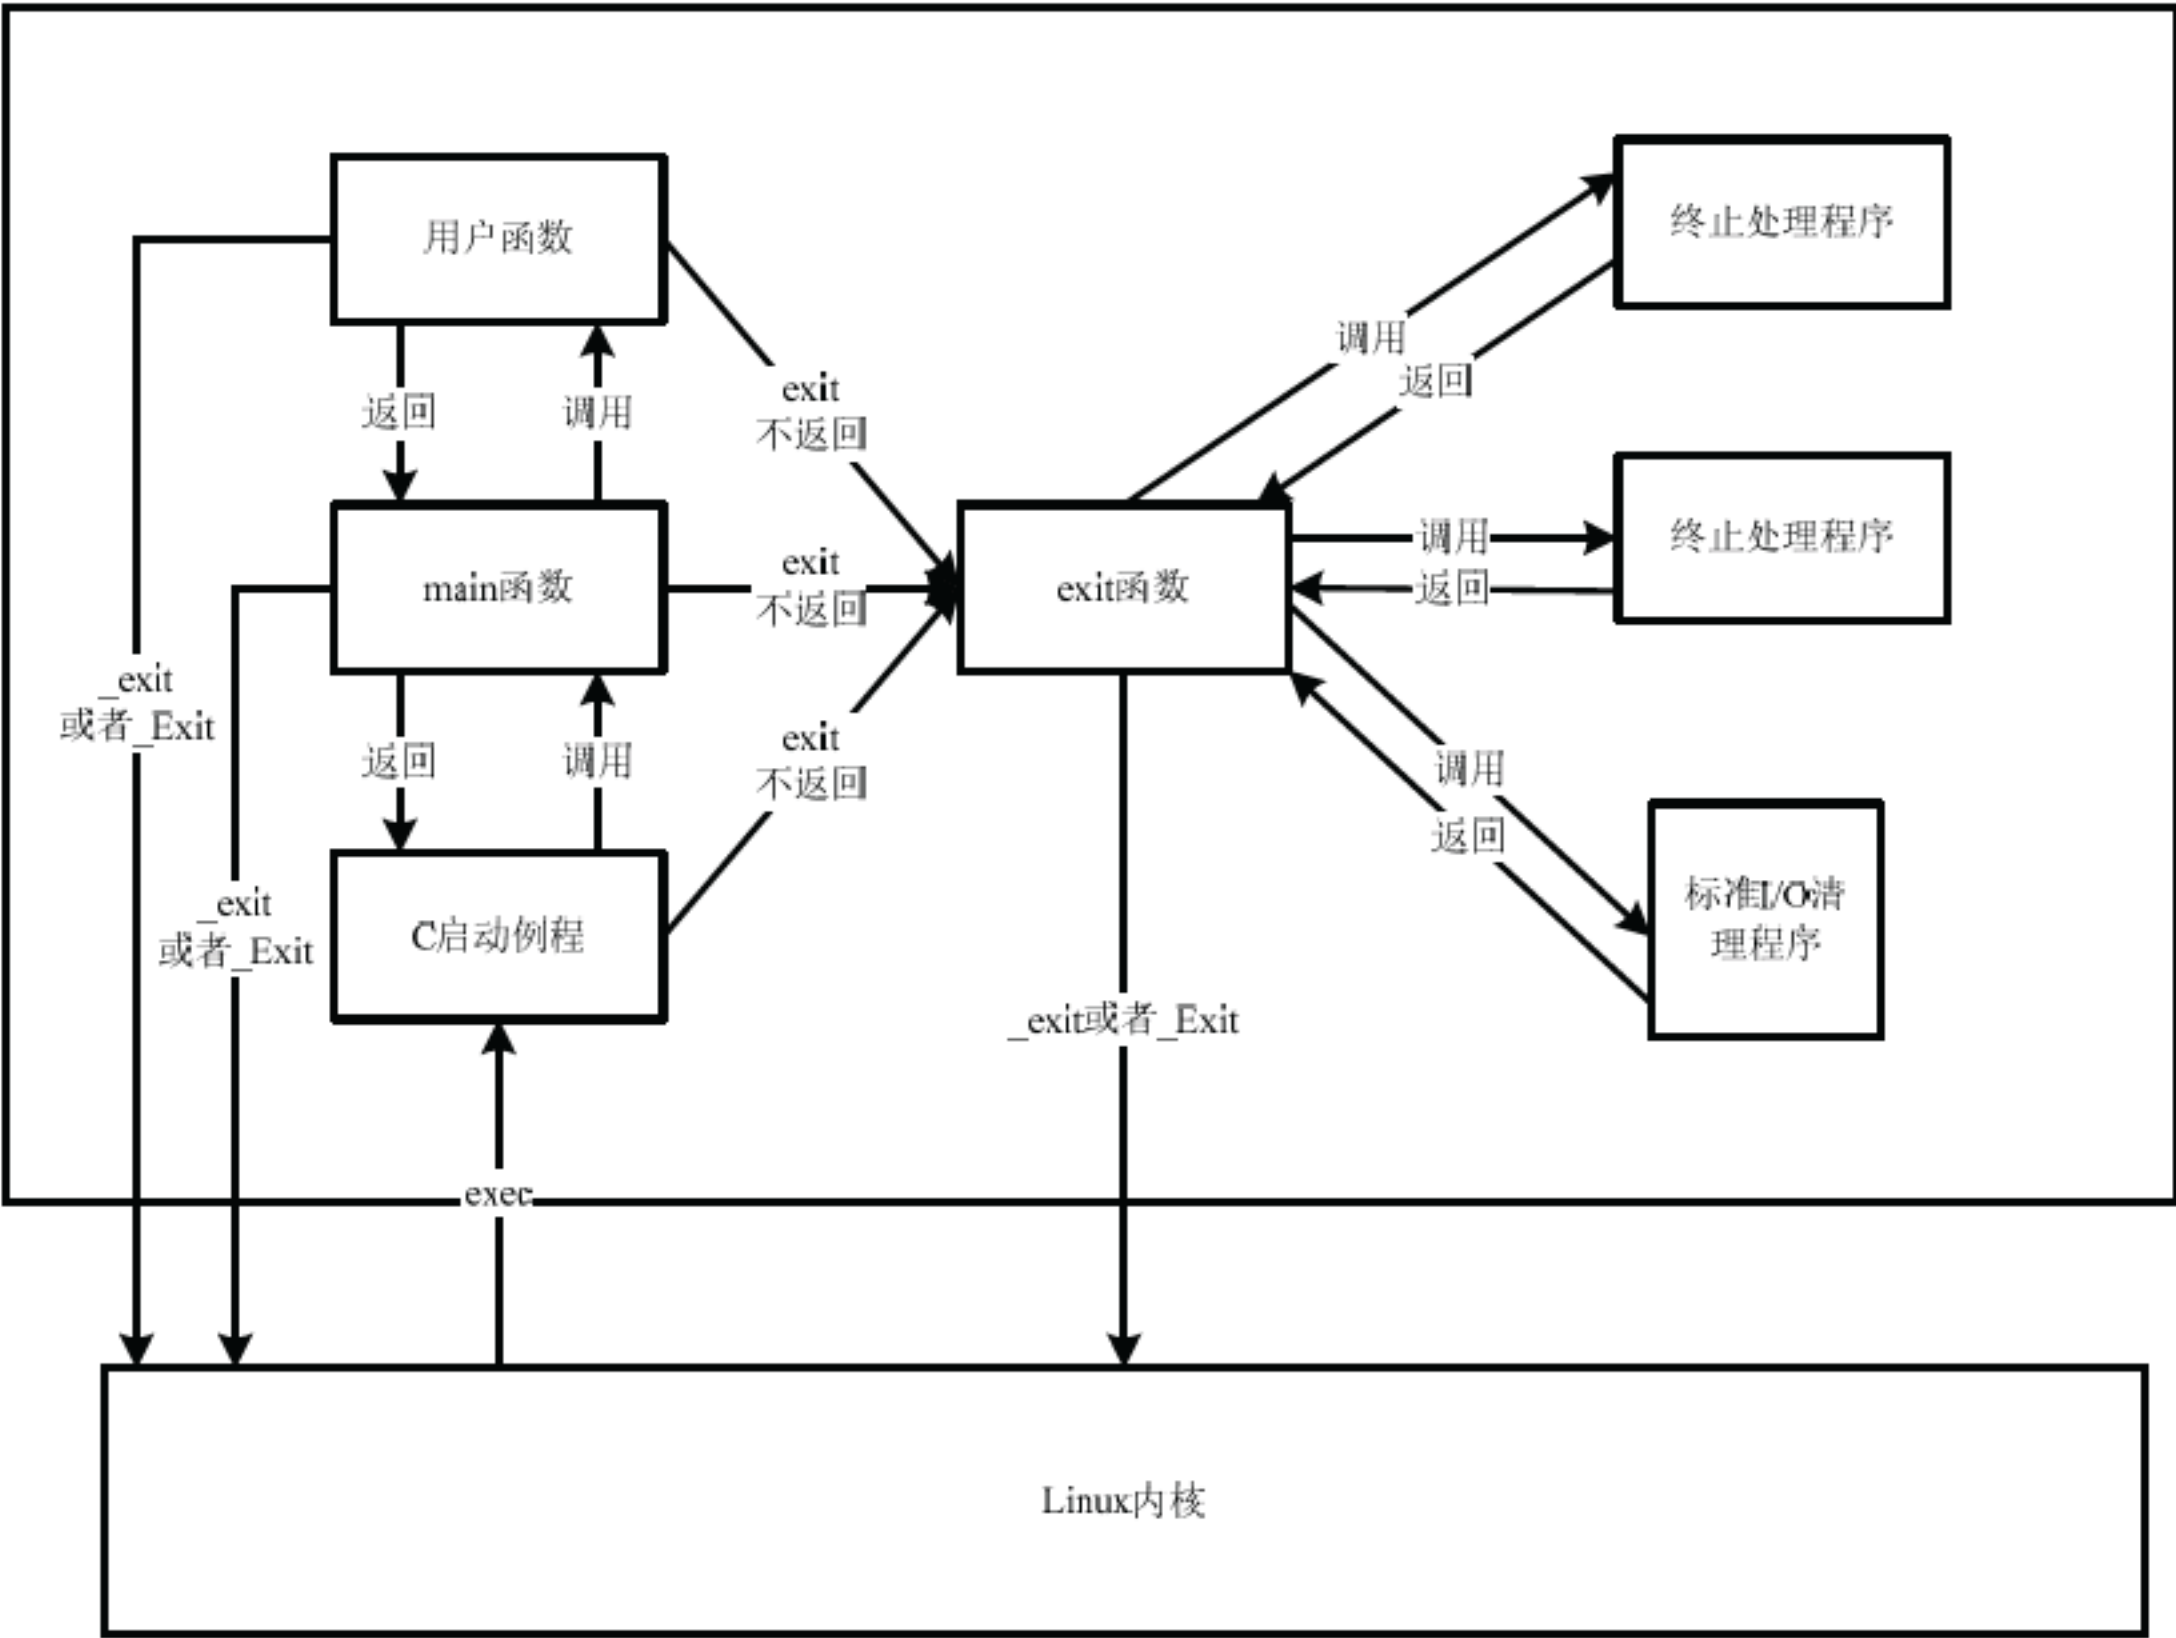 用户函数
终止处理程序
调用
返回
exit
不返回
返回
调用
main函数
exit
不返回
exit函数
调用
返回
终止处理程序
_exit
或者_Exit
返回
调用
exit
不返回
调用
返回
_exit
或者_Exit
C启动例程
标准I/O清
理程序
_exit或者_Exit
exec
Linux内核